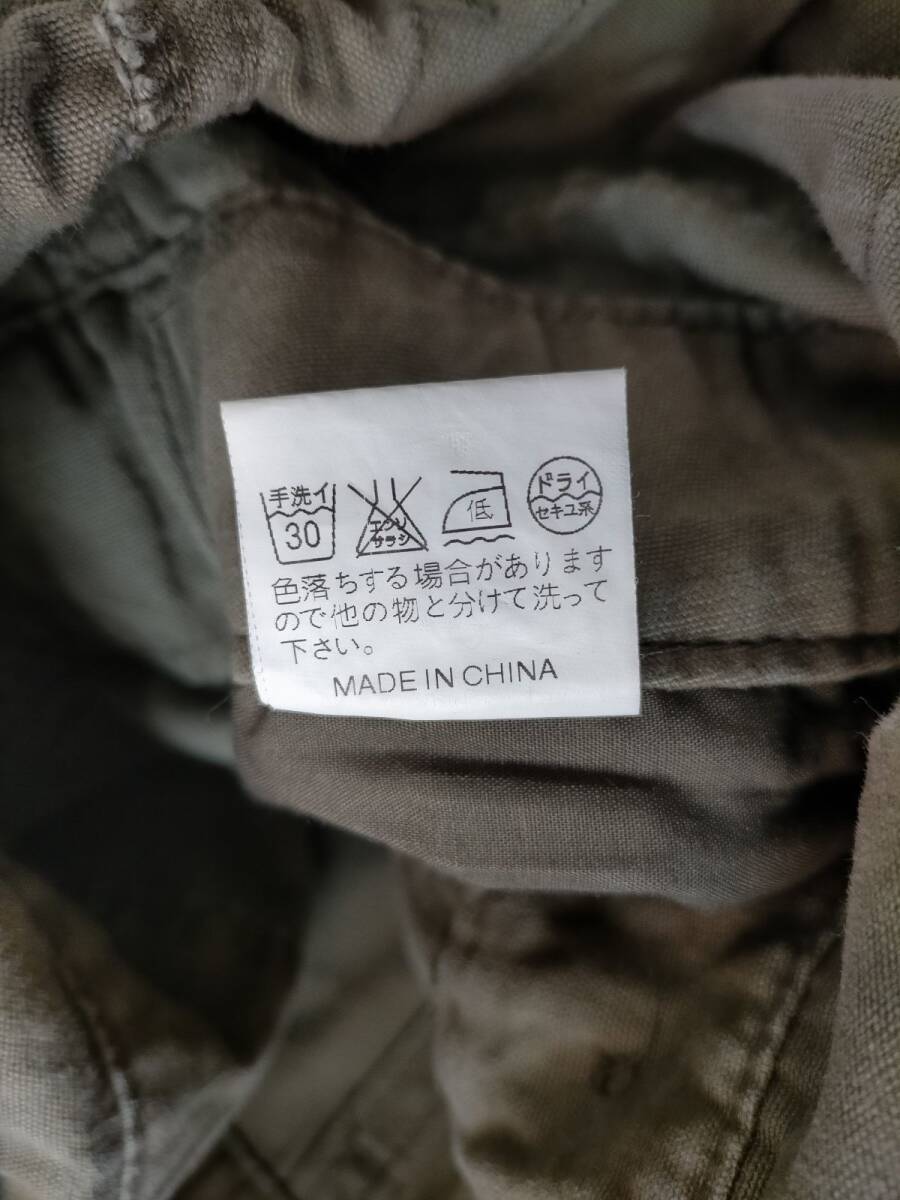 手洗イ
30
エンソ
サラシ
低
ドライ
セキユ系
色落ちする場合があります
ので他の物と分けて洗って
下さい。
MADE IN CHINA